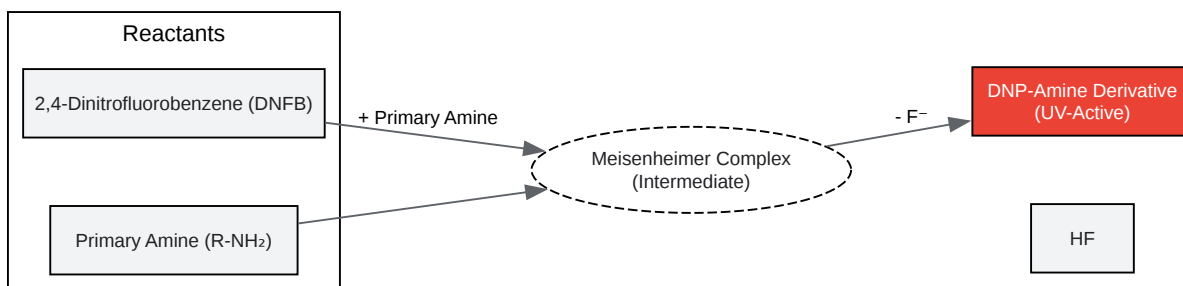 Reactants
2,4-Dinitrofluorobenzene (DNFB)
+ Primary Amine
Primary Amine (R-NH₂)
Meisenheimer Complex
(Intermediate)
- F⁻
DNP-Amine Derivative
(UV-Active)
HF